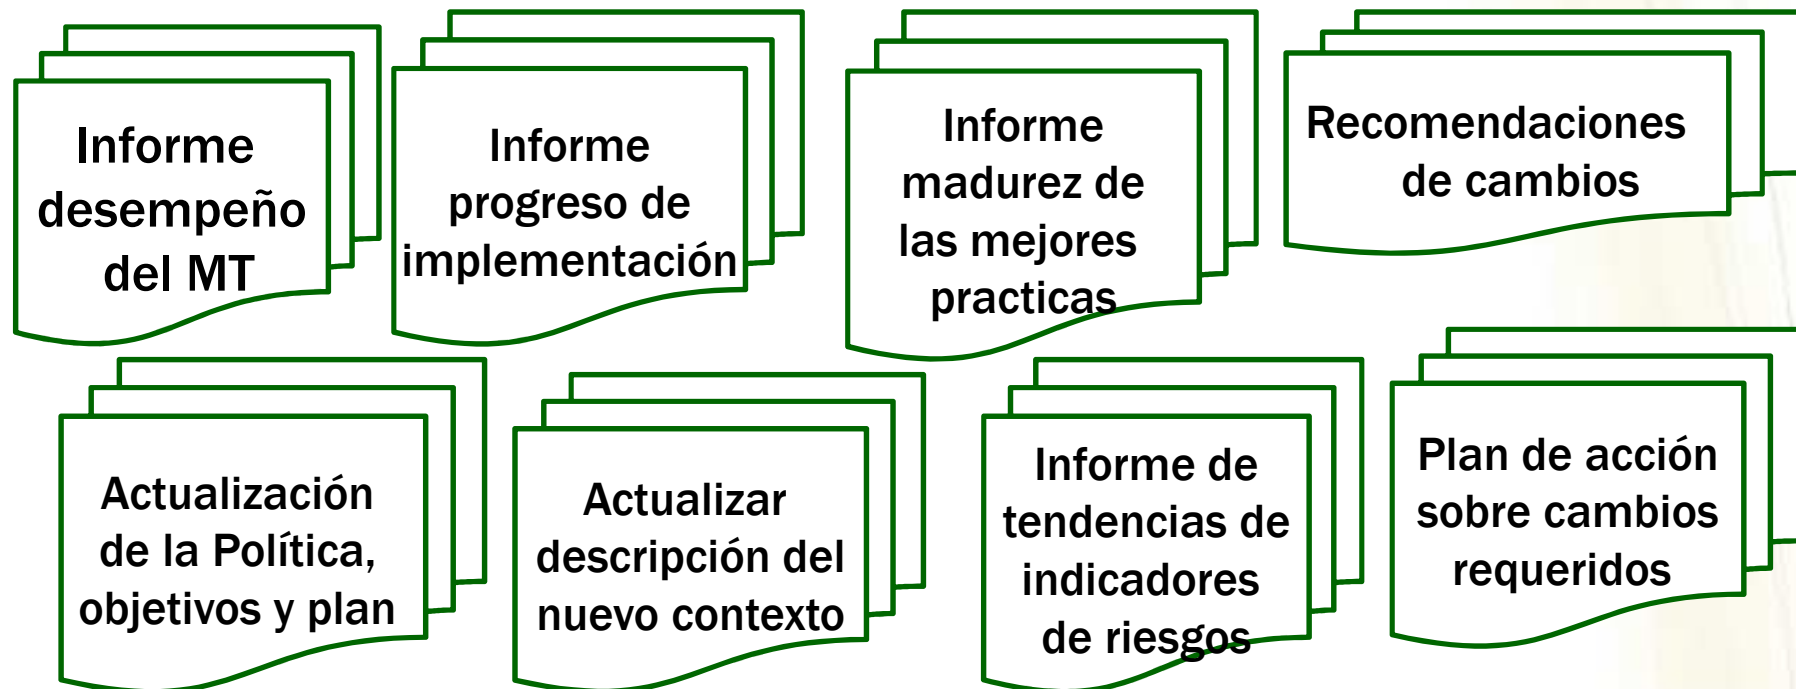 Informe
desempeño
del MT
Informe
progreso de
implementación
Informe
madurez de
las mejores
practicas
Recomendaciones
de cambios
Actualización
de la Política,
objetivos y plan
Actualizar
descripción del
nuevo contexto
Informe de
tendencias de
indicadores
de riesgos
Plan de acción
sobre cambios
requeridos